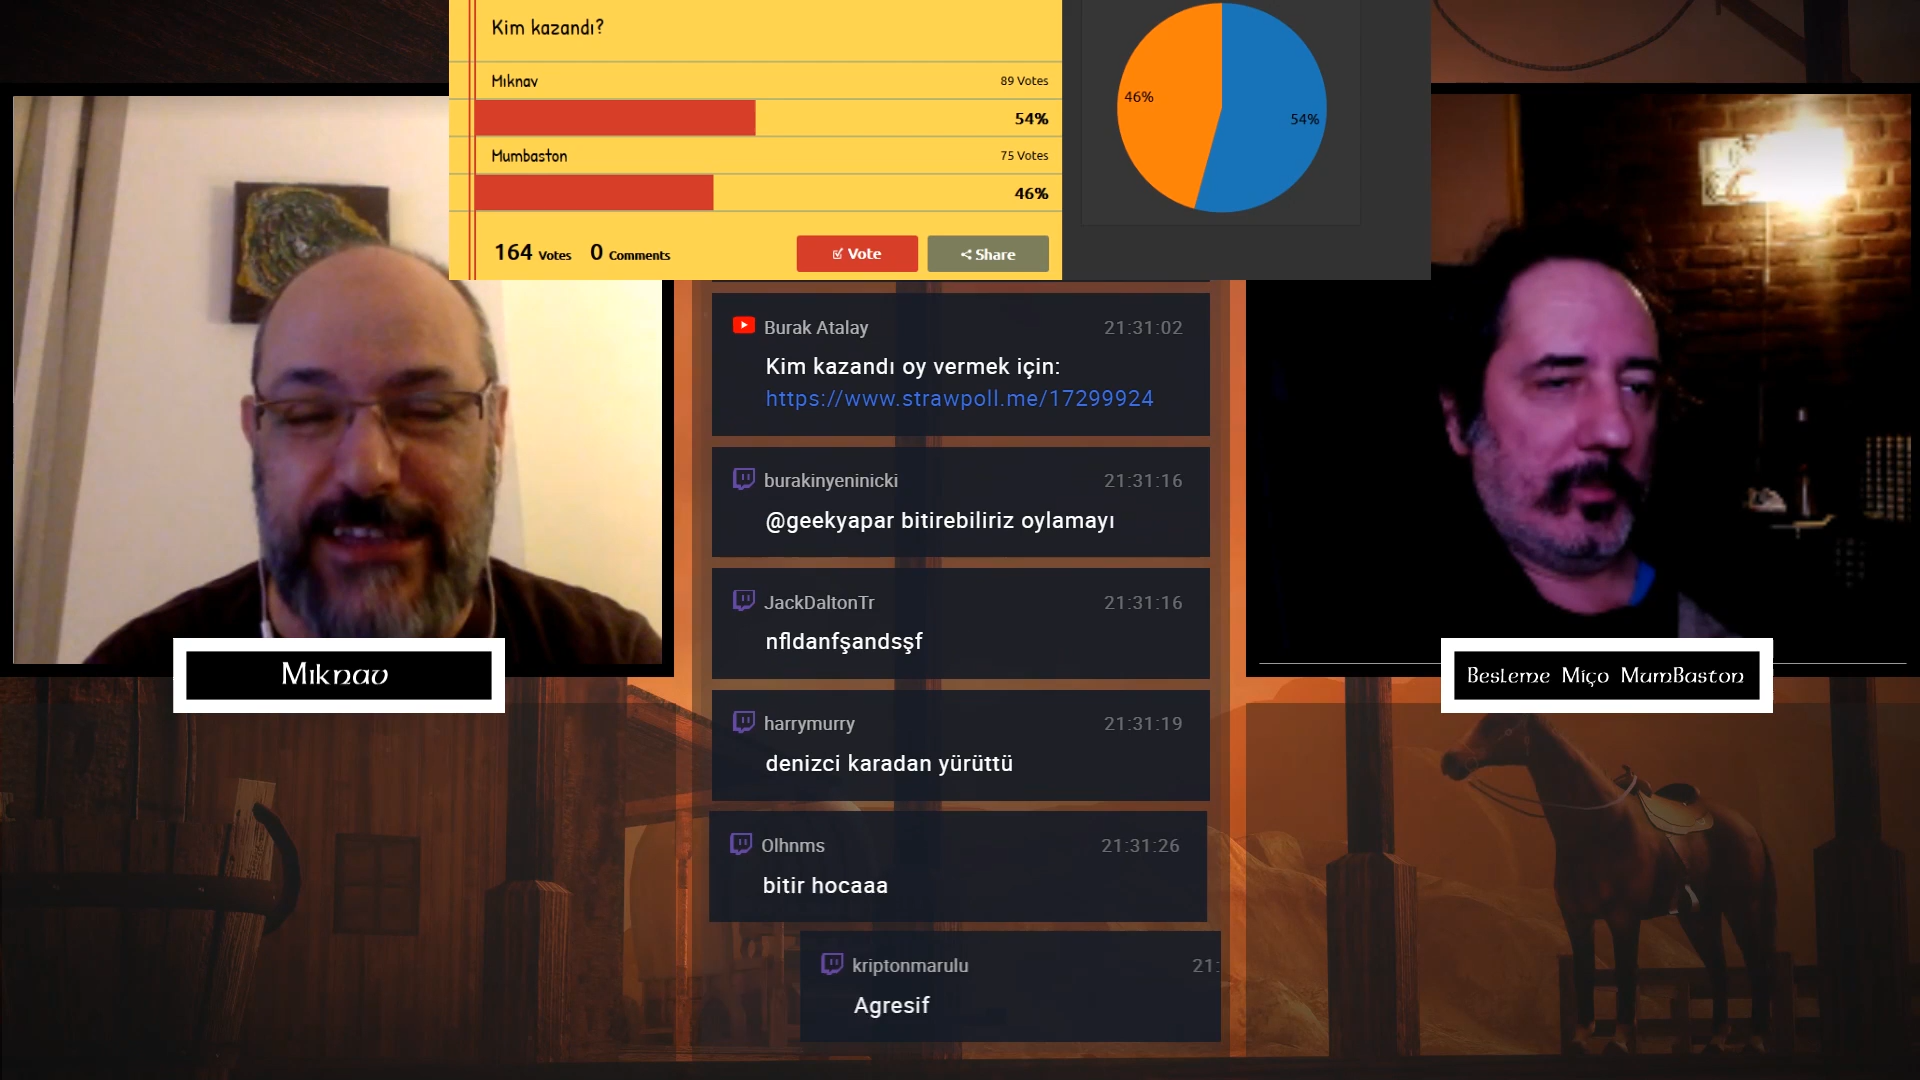 Kim kazandı?
Mıknav
89 Votes
54%
Mumbaston
75 Votes
46%
164 Votes 0 Comments
Vote
Share
46%
54%
Burak Atalay 21:31:02
Kim kazandı oy vermek için:
https://www.strawpoll.me/17299924
burakinyeninicki 21:31:16
@geekyapar bitirebiliriz oylamayı
JackDaltonTr 21:31:16
nfldanfşandsşf
harrymurry 21:31:19
denizci karadan yürüttü
Olhnms 21:31:26
bitir hocaaa
kriptonmarulu 21:
Agresif
Mıknav
Besleme Miço MumBaston